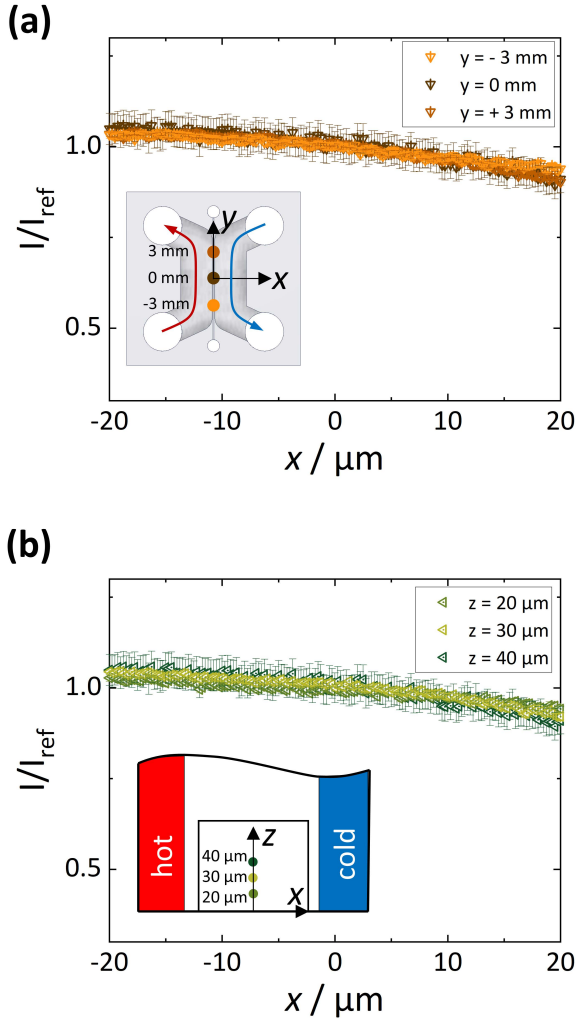 (a)
y = - 3 mm
y = 0 mm
y = + 3 mm
1.0
0.5
I/I_ref
y
3 mm
0 mm
-3 mm
x
-20 -10 0 10 20
x / μm
(b)
z = 20 μm
z = 30 μm
z = 40 μm
1.0
0.5
I/I_ref
hot
cold
z
40 μm
30 μm
20 μm
x
-20 -10 0 10 20
x / μm